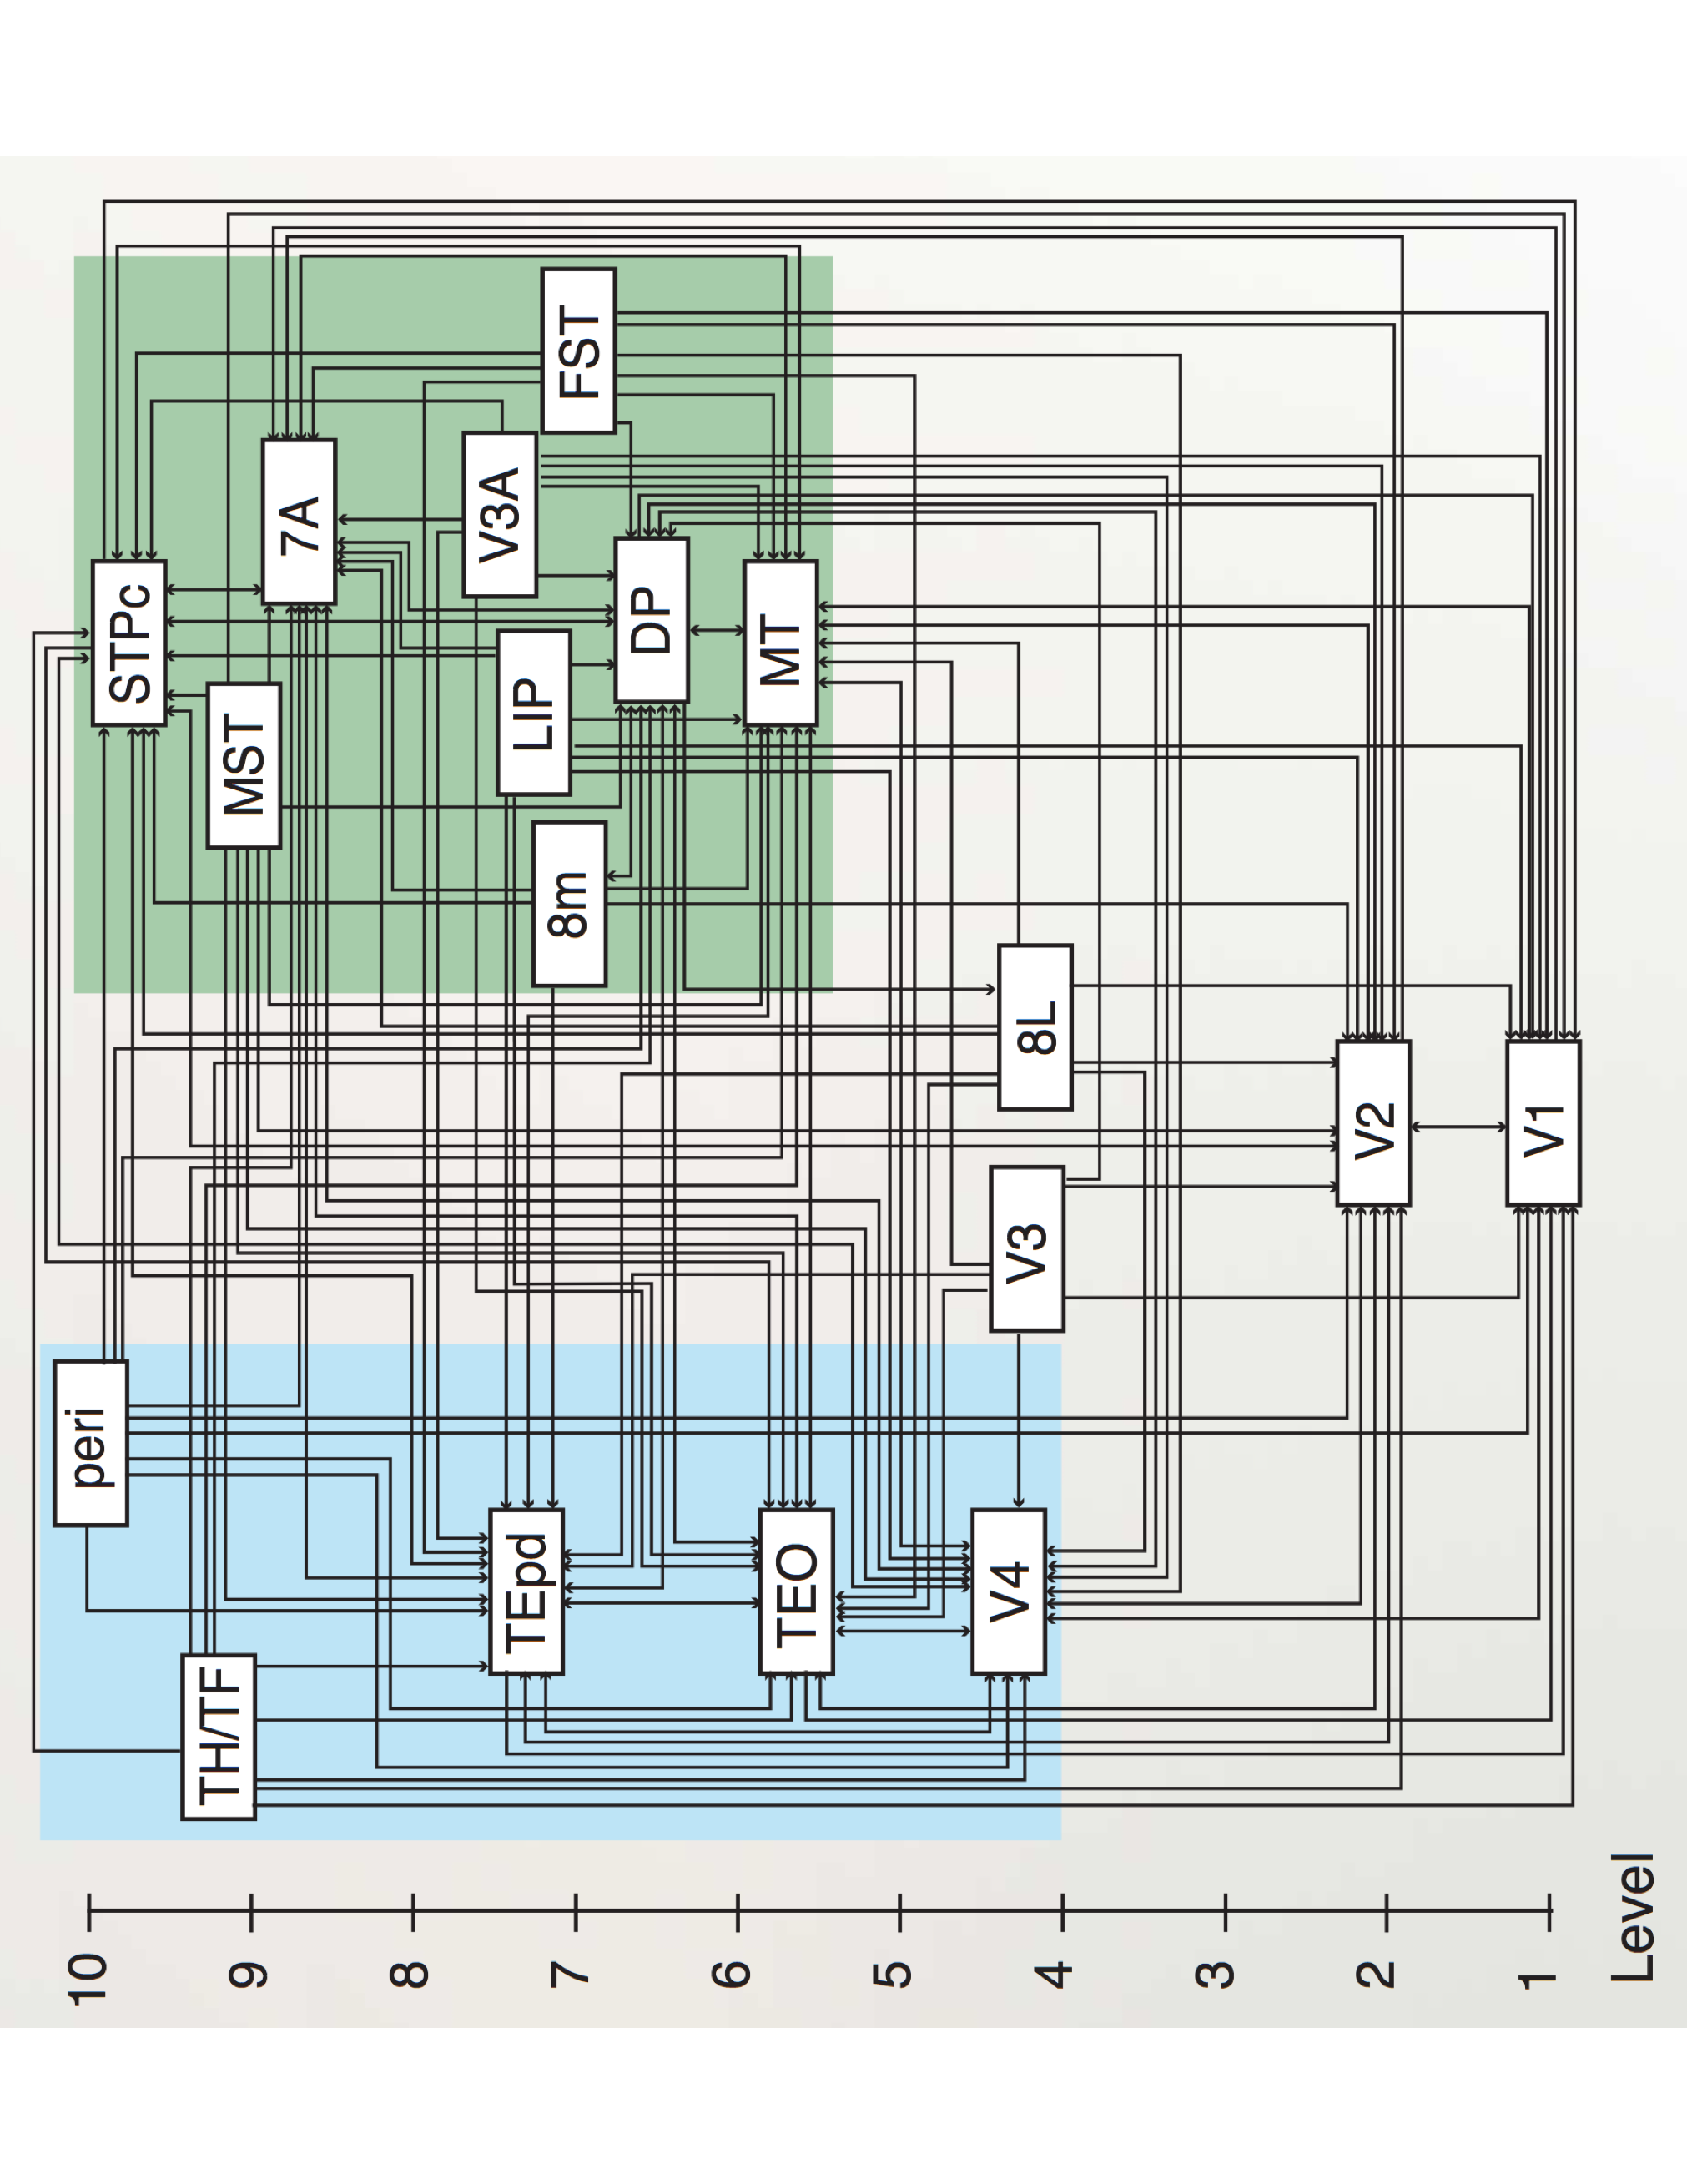 STPc
7A
MST
V3A
FST
LIP
DP
8m
MT
8L
V3
V2
V1
peri
TH/TF
TEpd
TEO
V4
10
9
8
7
6
5
4
3
2
1
Level